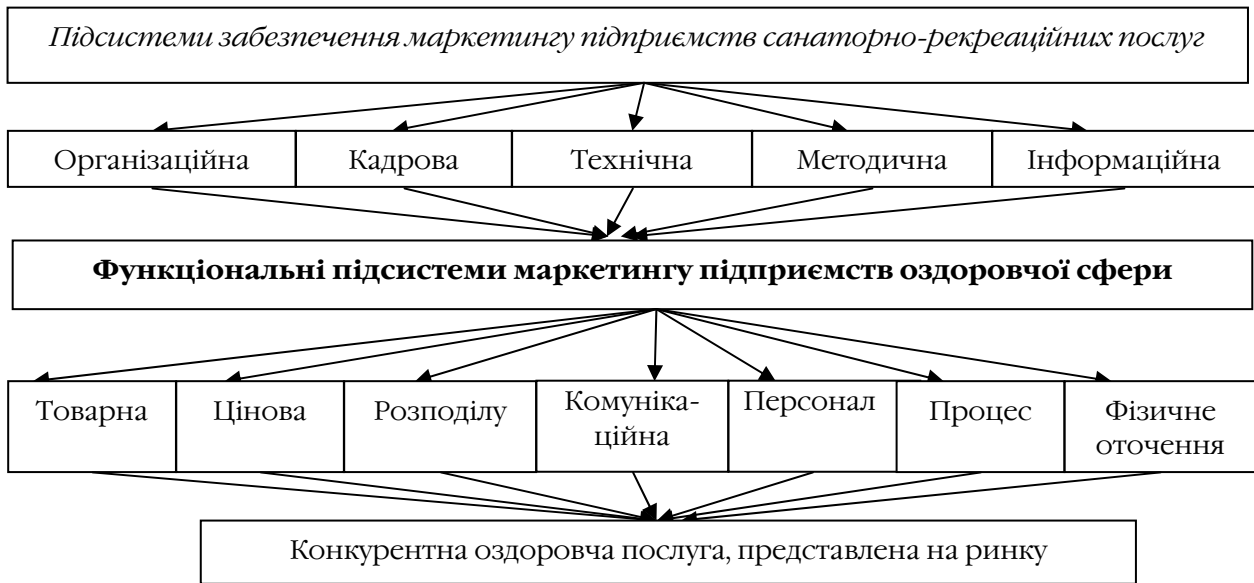 Підсистеми забезпечення маркетингу підприємств санаторно-рекреаційних послуг
Організаційна Кадрова Технічна Методична Інформаційна
Функціональні підсистеми маркетингу підприємств оздоровчої сфери
Товарна Цінова Розподілу Комуніка-
ційна Персонал Процес Фізичне
оточення
Конкурентна оздоровча послуга, представлена на ринку